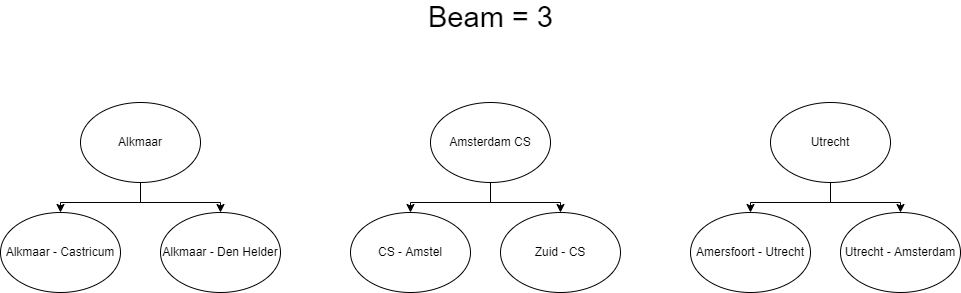 Beam = 3
Alkmaar
Amsterdam CS
Utrecht
Alkmaar - Castricum
Alkmaar - Den Helder
CS - Amstel
Zuid - CS
Amersfoort - Utrecht
Utrecht - Amsterdam